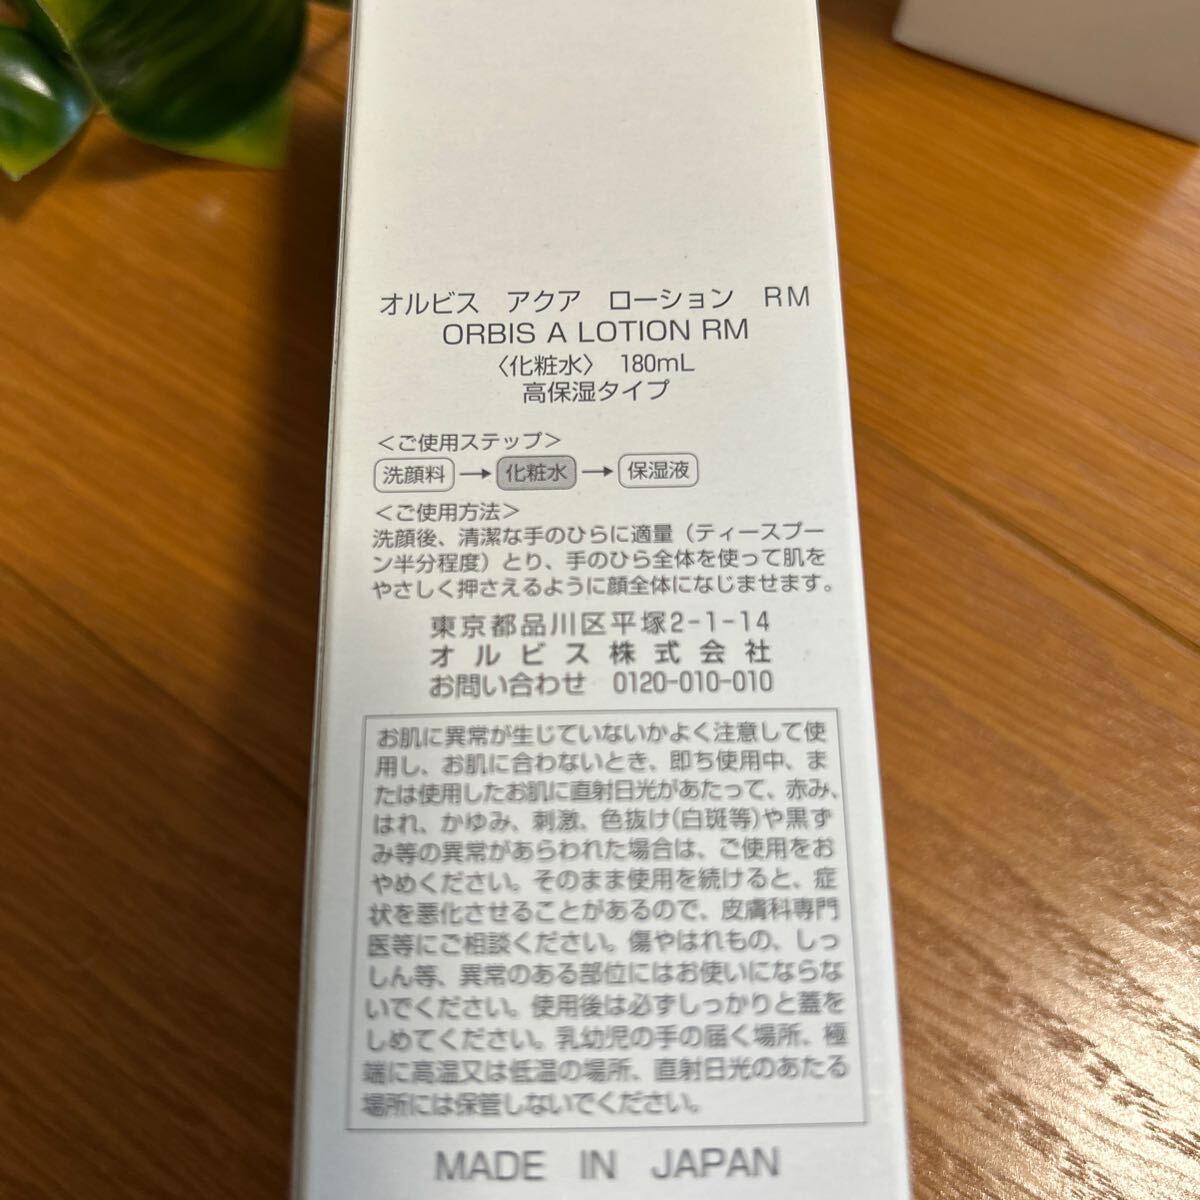 オルビス アクア ローション RM
ORBIS A LOTION RM
〈化粧水〉 180mL
高保湿タイプ
＜ご使用ステップ＞
洗顔料→化粧水→保湿液
＜ご使用方法＞
洗顔後、清潔な手のひらに適量（ティースプー
ン半分程度）とり、手のひら全体を使って肌を
やさしく押さえるように顔全体になじませます。
東京都品川区平塚2-1-14
オルビス株式会社
お問い合わせ 0120-010-010
お肌に異常が生じていないかよく注意して使
用し、お肌に合わないとき、即ち使用中、ま
たは使用したお肌に直射日光があたって、赤み、
はれ、かゆみ、刺激、色抜け(白斑等)や黒ず
み等の異常があらわれた場合は、ご使用をお
やめください。そのまま使用を続けると、症
状を悪化させることがあるので、皮膚科専門
医等にご相談ください。傷やはれもの、しっ
しん等、異常のある部位にはお使いにならな
いでください。使用後は必ずしっかりと蓋を
しめてください。乳幼児の手の届く場所、極
端に高温又は低温の場所、直射日光のあたる
場所には保管しないでください。
MADE IN JAPAN